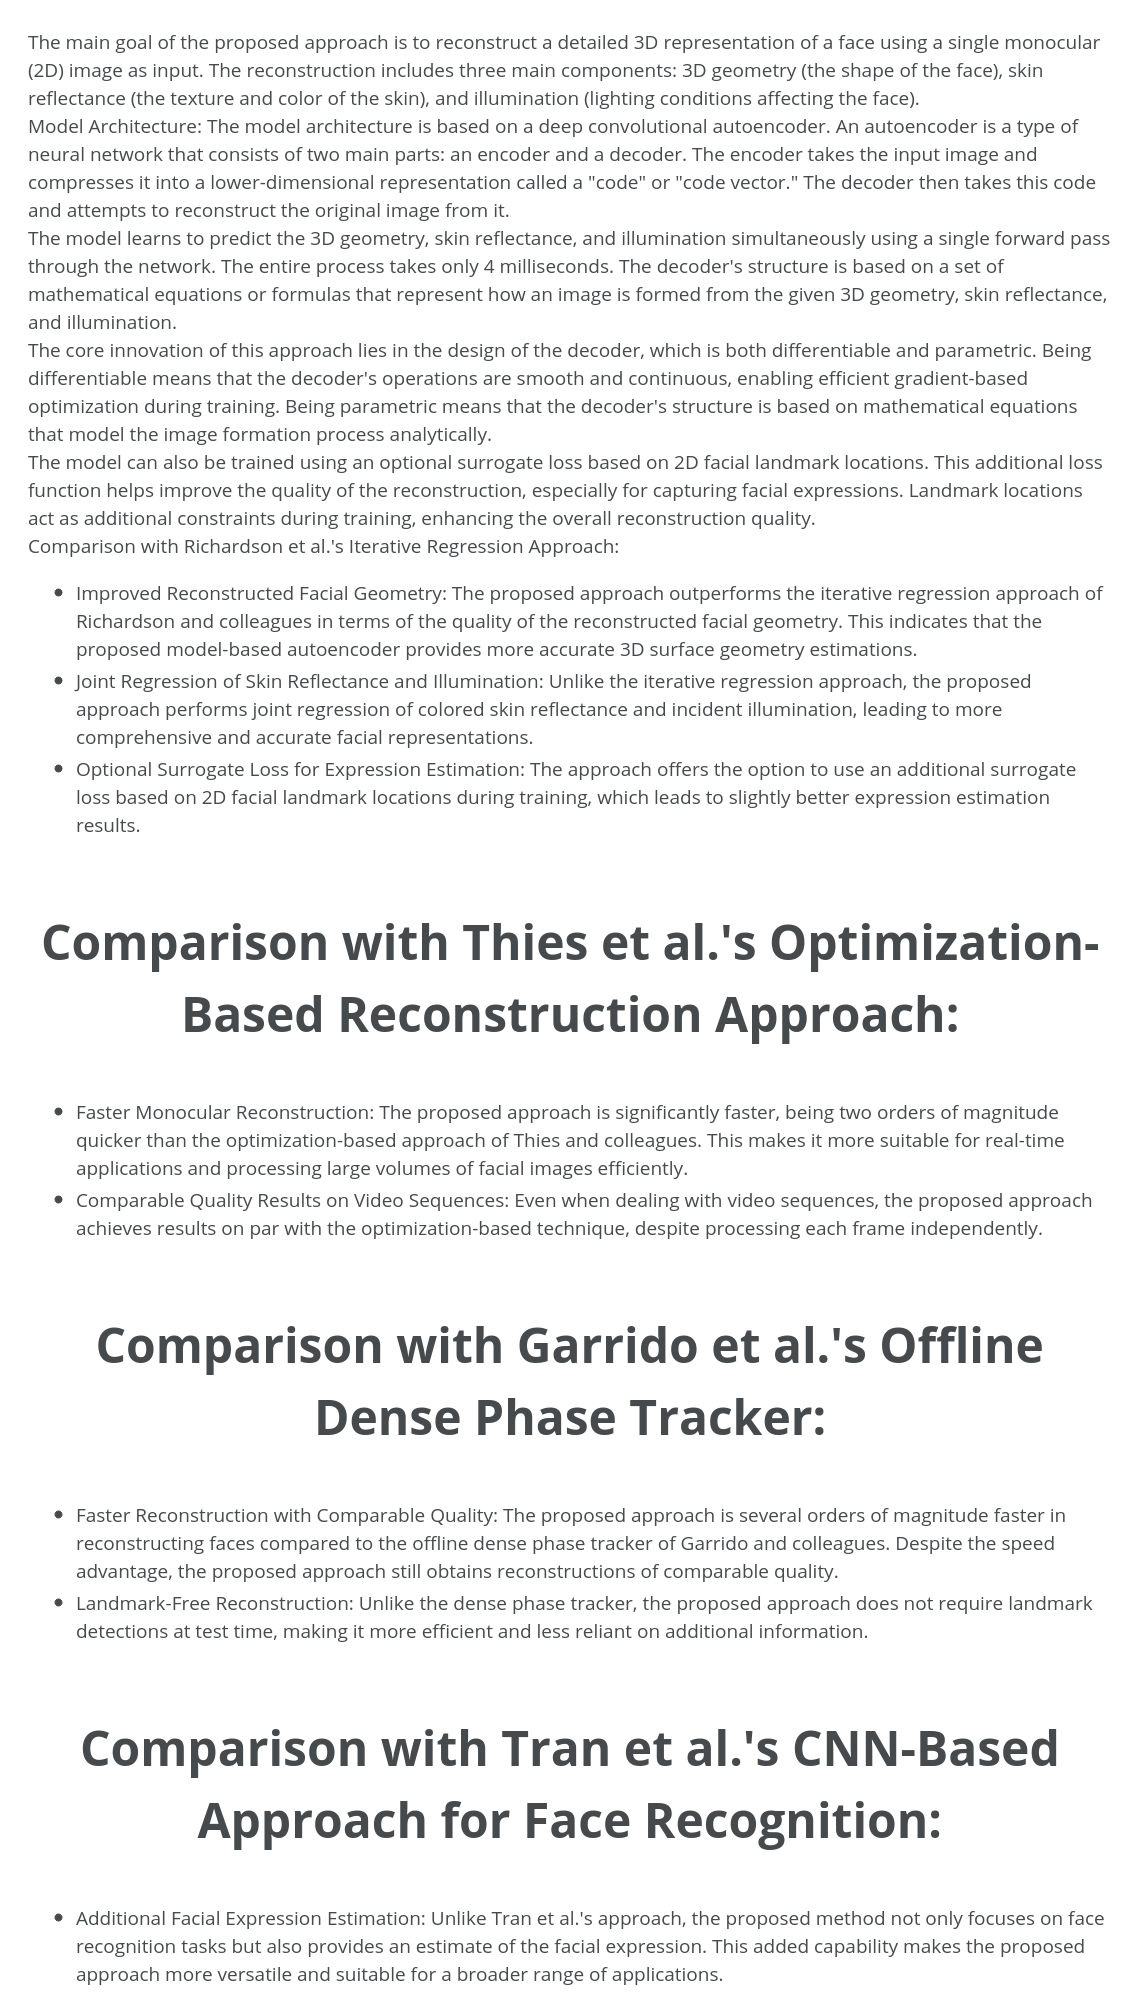 The main goal of the proposed approach is to reconstruct a detailed 3D representation of a face using a single monocular
(2D) image as input. The reconstruction includes three main components: 3D geometry (the shape of the face), skin
reflectance (the texture and color of the skin), and illumination (lighting conditions affecting the face).
Model Architecture: The model architecture is based on a deep convolutional autoencoder. An autoencoder is a type of
neural network that consists of two main parts: an encoder and a decoder. The encoder takes the input image and
compresses it into a lower-dimensional representation called a "code" or "code vector." The decoder then takes this code
and attempts to reconstruct the original image from it.
The model learns to predict the 3D geometry, skin reflectance, and illumination simultaneously using a single forward pass
through the network. The entire process takes only 4 milliseconds. The decoder's structure is based on a set of
mathematical equations or formulas that represent how an image is formed from the given 3D geometry, skin reflectance,
and illumination.
The core innovation of this approach lies in the design of the decoder, which is both differentiable and parametric. Being
differentiable means that the decoder's operations are smooth and continuous, enabling efficient gradient-based
optimization during training. Being parametric means that the decoder's structure is based on mathematical equations
that model the image formation process analytically.
The model can also be trained using an optional surrogate loss based on 2D facial landmark locations. This additional loss
function helps improve the quality of the reconstruction, especially for capturing facial expressions. Landmark locations
act as additional constraints during training, enhancing the overall reconstruction quality.
Comparison with Richardson et al.'s Iterative Regression Approach:
• Improved Reconstructed Facial Geometry: The proposed approach outperforms the iterative regression approach of
Richardson and colleagues in terms of the quality of the reconstructed facial geometry. This indicates that the
proposed model-based autoencoder provides more accurate 3D surface geometry estimations.
• Joint Regression of Skin Reflectance and Illumination: Unlike the iterative regression approach, the proposed
approach performs joint regression of colored skin reflectance and incident illumination, leading to more
comprehensive and accurate facial representations.
• Optional Surrogate Loss for Expression Estimation: The approach offers the option to use an additional surrogate
loss based on 2D facial landmark locations during training, which leads to slightly better expression estimation
results.
Comparison with Thies et al.'s Optimization-
Based Reconstruction Approach:
• Faster Monocular Reconstruction: The proposed approach is significantly faster, being two orders of magnitude
quicker than the optimization-based approach of Thies and colleagues. This makes it more suitable for real-time
applications and processing large volumes of facial images efficiently.
• Comparable Quality Results on Video Sequences: Even when dealing with video sequences, the proposed approach
achieves results on par with the optimization-based technique, despite processing each frame independently.
Comparison with Garrido et al.'s Offline
Dense Phase Tracker:
• Faster Reconstruction with Comparable Quality: The proposed approach is several orders of magnitude faster in
reconstructing faces compared to the offline dense phase tracker of Garrido and colleagues. Despite the speed
advantage, the proposed approach still obtains reconstructions of comparable quality.
• Landmark-Free Reconstruction: Unlike the dense phase tracker, the proposed approach does not require landmark
detections at test time, making it more efficient and less reliant on additional information.
Comparison with Tran et al.'s CNN-Based
Approach for Face Recognition:
• Additional Facial Expression Estimation: Unlike Tran et al.'s approach, the proposed method not only focuses on face
recognition tasks but also provides an estimate of the facial expression. This added capability makes the proposed
approach more versatile and suitable for a broader range of applications.